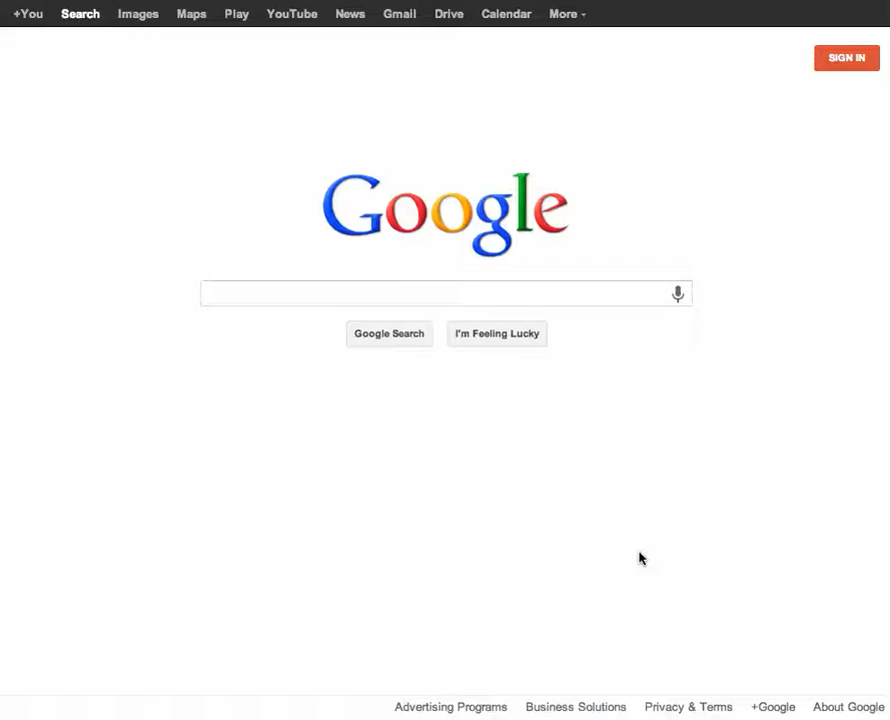 +You Search Images Maps Play YouTube News Gmail Drive Calendar More
SIGN IN
Google
Google Search I'm Feeling Lucky
Advertising Programs Business Solutions Privacy & Terms +Google About Google